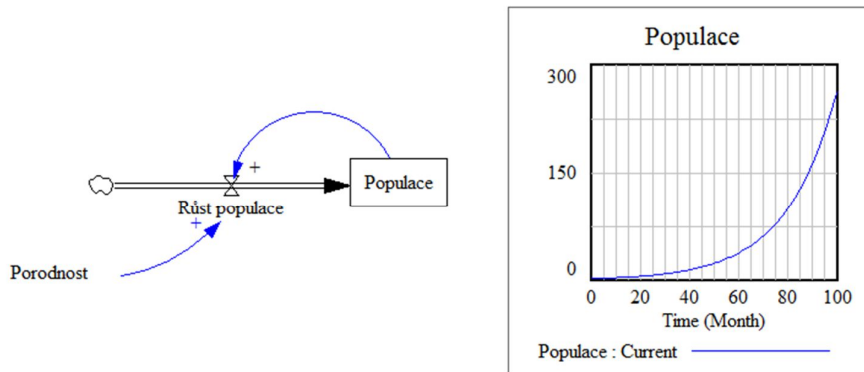 +
Populace
Růst populace
+
Porodnost
Populace
300
150
0
0 20 40 60 80 100
Time (Month)
Populace : Current